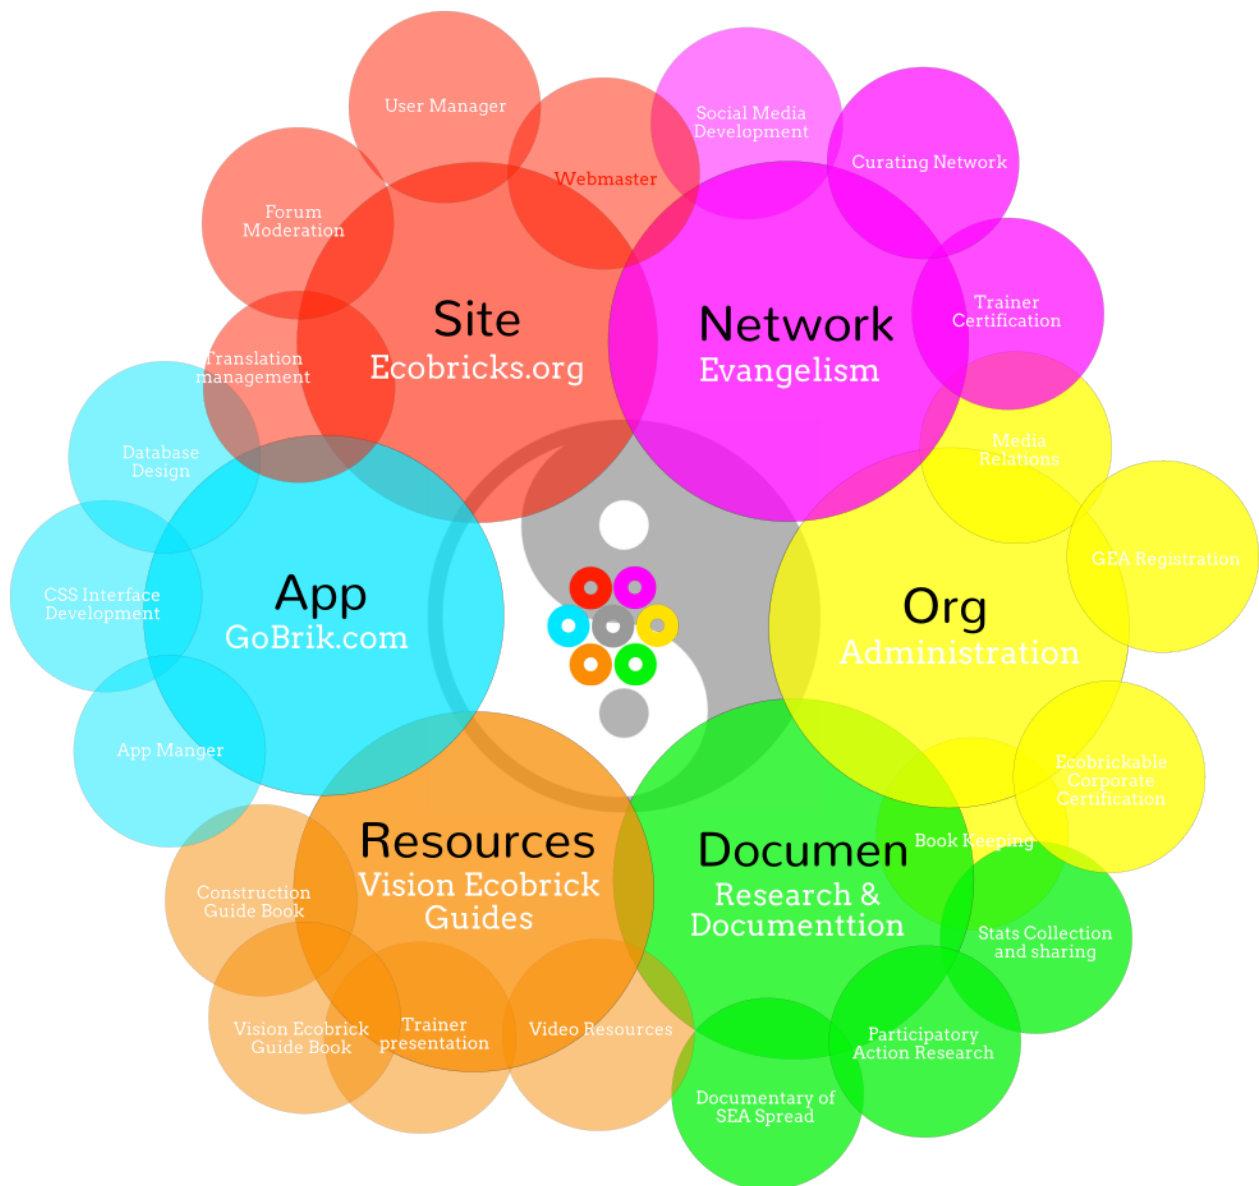 User Manager
Webmaster
Forum
Moderation
Translation
management
Site
Ecobricks.org
Social Media
Development
Curating Network
Trainer
Certification
Network
Evangelism
Database
Design
CSS Interface
Development
App Manger
App
GoBrik.com
Media
Relations
GEA Registration
Org
Administration
Ecobrickable
Corporate
Certification
Book Keeping
Resources
Vision Ecobrick
Guides
Construction
Guide Book
Vision Ecobrick
Guide Book
Trainer
presentation
Video Resources
Documen
Research &
Documenttion
Stats Collection
and sharing
Participatory
Action Research
Documentary of
SEA Spread